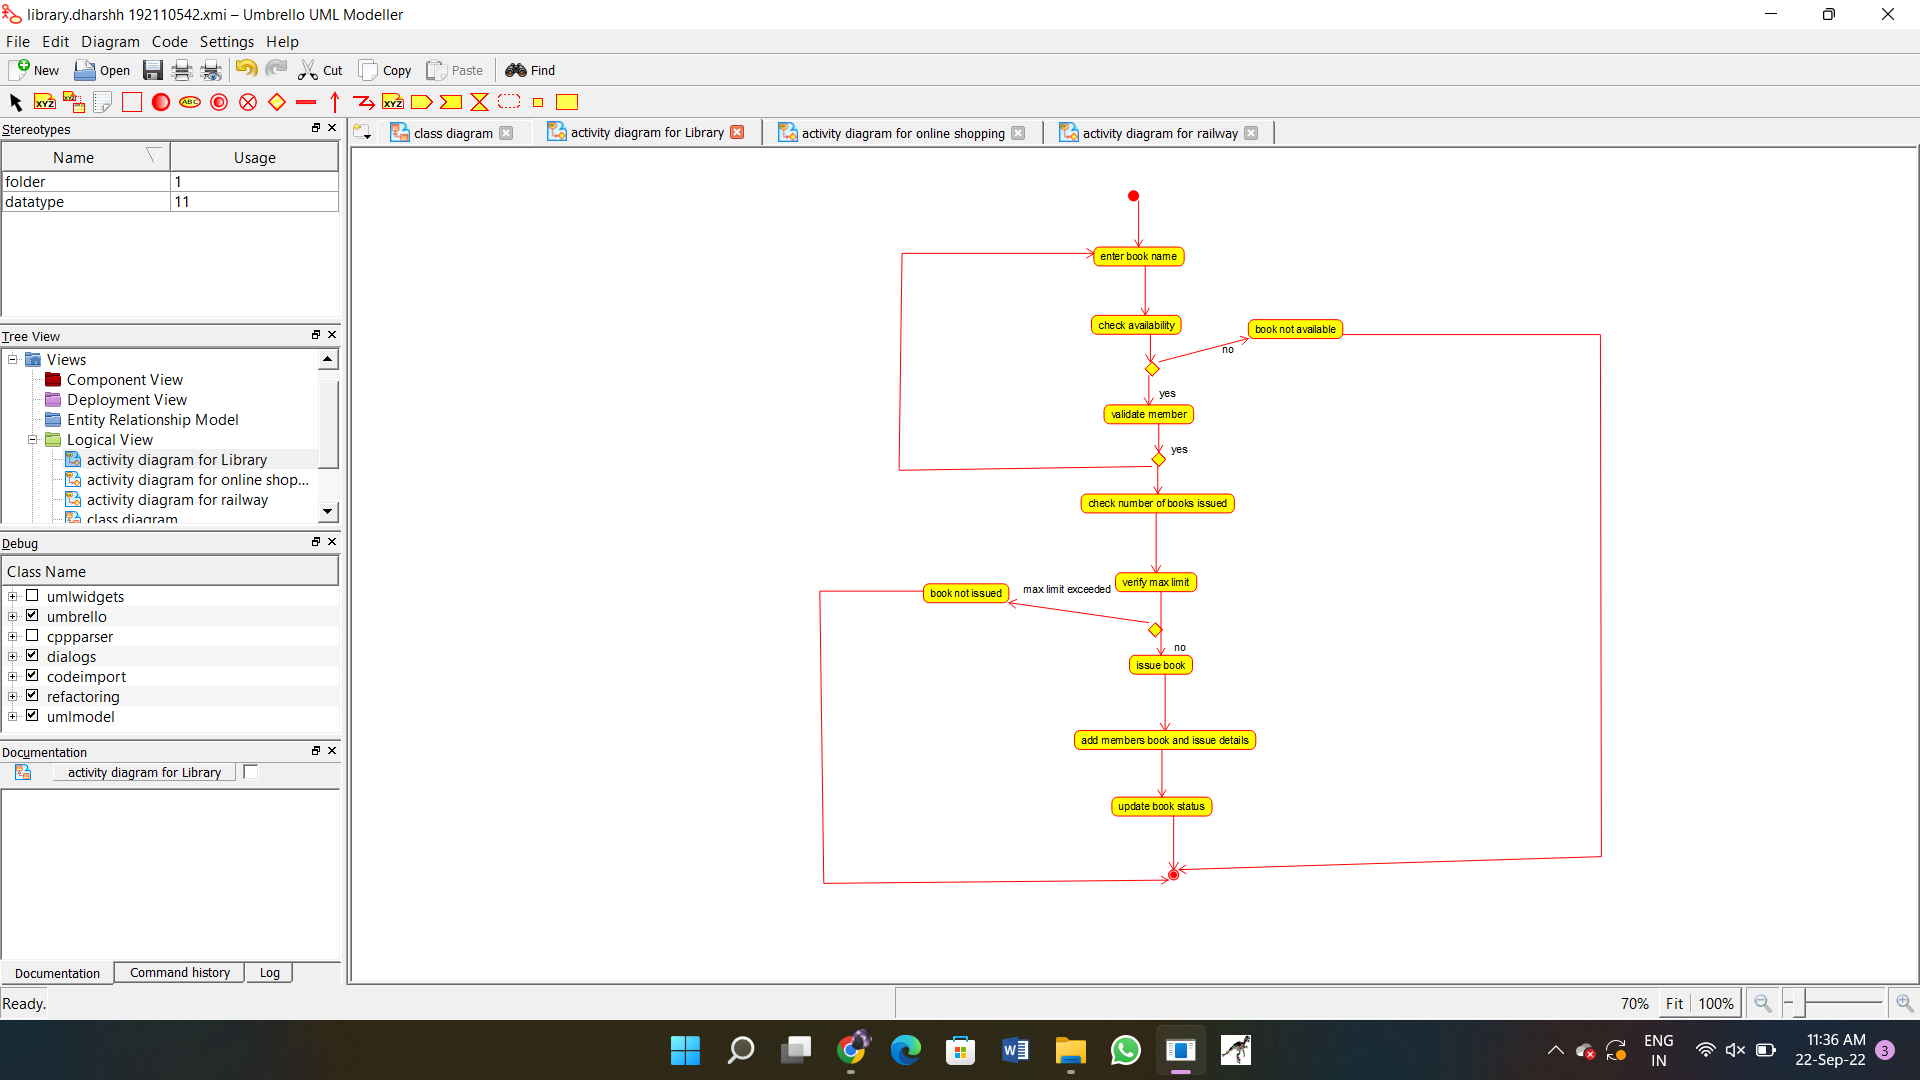 library.dharshh 192110542.xmi – Umbrello UML Modeller
File Edit Diagram Code Settings Help
New Open Cut Copy Paste Find
XYZ XYZ ABC XYZ
Stereotypes
Name Usage
folder 1
datatype 11
Tree View
Views
Component View
Deployment View
Entity Relationship Model
Logical View
activity diagram for Library
activity diagram for online shop...
activity diagram for railway
class diagram
Debug
Class Name
umlwidgets
umbrello
cppparser
dialogs
codeimport
refactoring
umlmodel
Documentation
activity diagram for Library
Documentation Command history Log
class diagram activity diagram for Library activity diagram for online shopping activity diagram for railway
enter book name
check availability
book not available
no
yes
validate member
yes
check number of books issued
verify max limit
max limit exceeded
book not issued
no
issue book
add members book and issue details
update book status
Ready.
70% Fit 100%
ENG
IN
11:36 AM
22-Sep-22
3